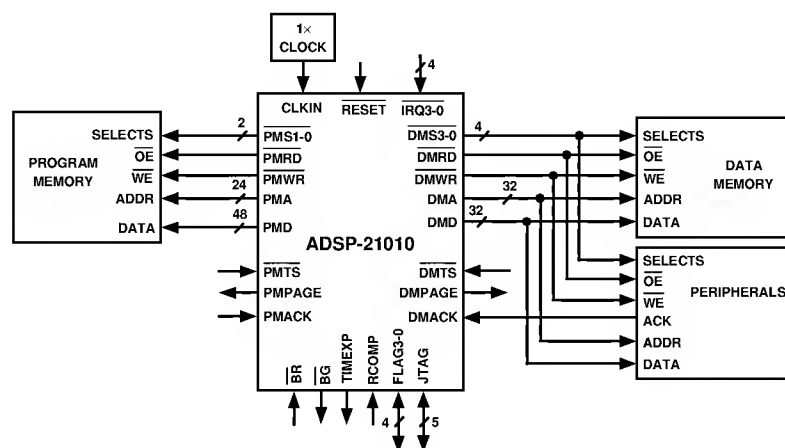 1×
CLOCK
4
CLKIN
RESET
IRQ3-0
SELECTS
2
PMS1-0
DMS3-0
4
SELECTS
PROGRAM
MEMORY
OE
PMRD
DMRD
OE
DATA
MEMORY
WE
PMWR
DMWR
WE
ADDR
24
PMA
DMA
32
ADDR
DATA
48
PMD
DMD
32
DATA
ADSP-21010
SELECTS
PMTS
DMTS
OE
PERIPHERALS
PMPAGE
DMPAGE
WE
PMACK
DMACK
ACK
ADDR
DATA
BR
BG
TIMEXP
RCOMP
FLAG3-0
JTAG
4
5